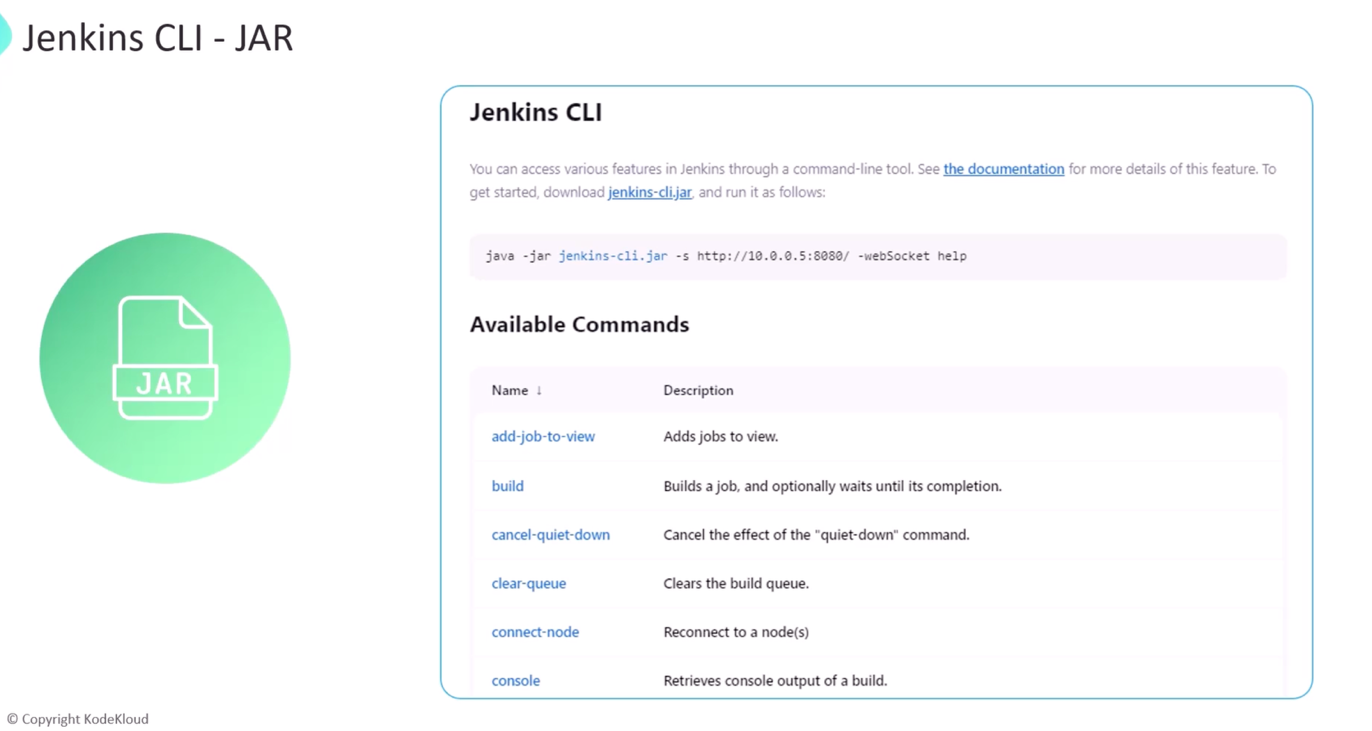 Jenkins CLI - JAR
JAR
Jenkins CLI
You can access various features in Jenkins through a command-line tool. See the documentation for more details of this feature. To
get started, download jenkins-cli.jar, and run it as follows:
java -jar jenkins-cli.jar -s http://10.0.0.5:8080/ -webSocket help
Available Commands
Name ↓ Description
add-job-to-view Adds jobs to view.
build Builds a job, and optionally waits until its completion.
cancel-quiet-down Cancel the effect of the "quiet-down" command.
clear-queue Clears the build queue.
connect-node Reconnect to a node(s)
console Retrieves console output of a build.
© Copyright KodeKloud